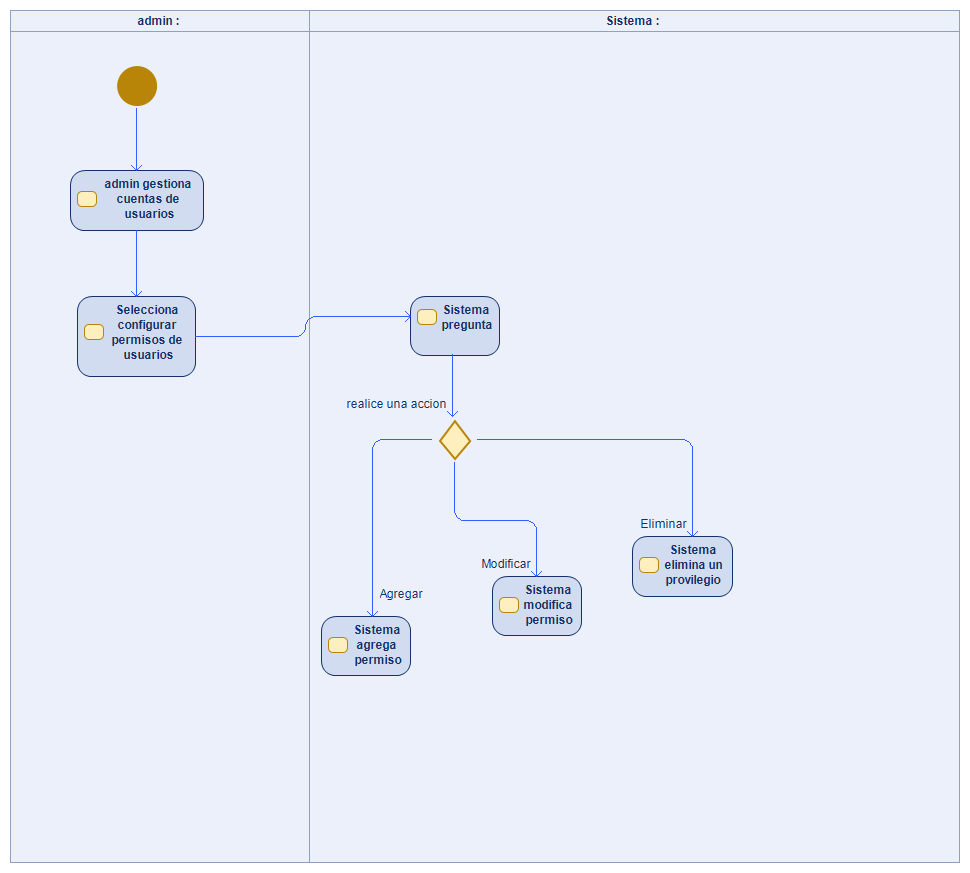 admin :
Sistema :
admin gestiona
cuentas de
usuarios
Selecciona
configurar
permisos de
usuarios
Sistema
pregunta
realice una accion
Eliminar
Sistema
elimina un
provilegio
Modificar
Sistema
modifica
permiso
Agregar
Sistema
agrega
permiso